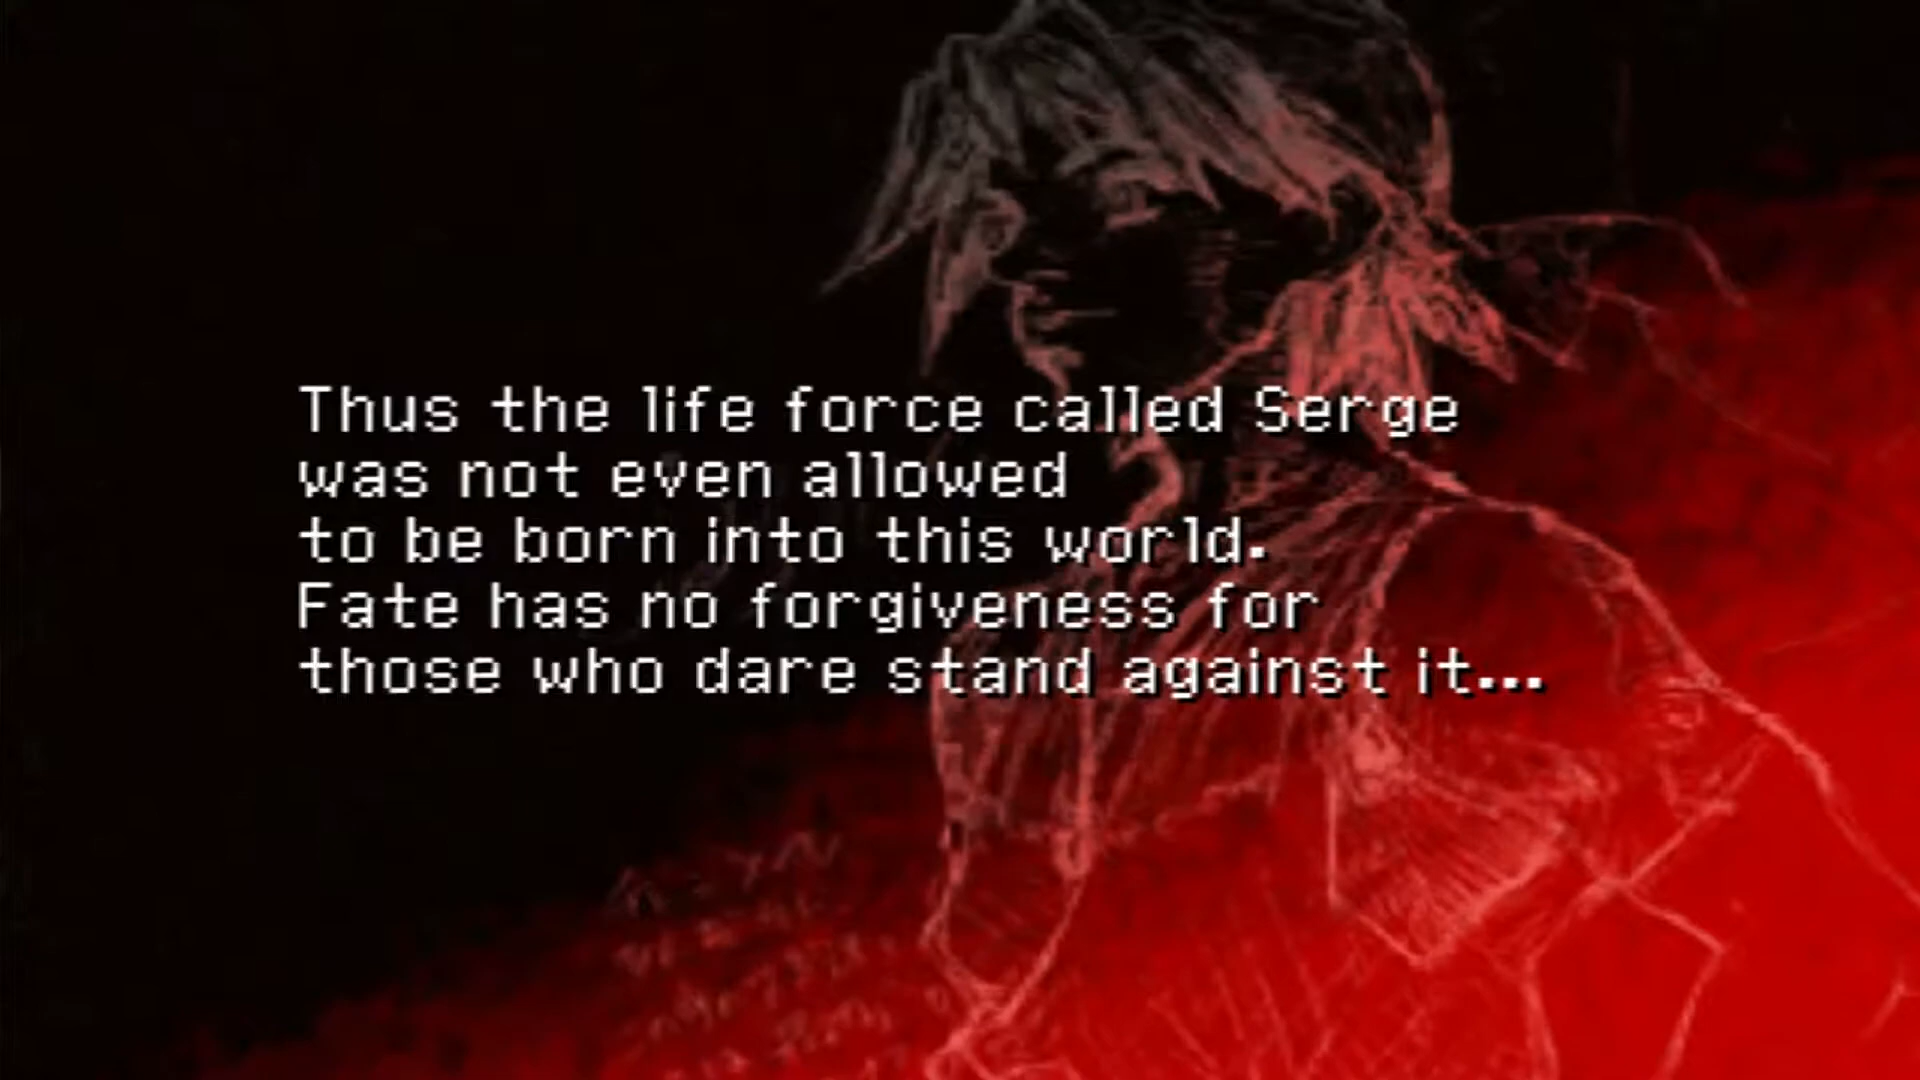 Thus the life force called Serge
was not even allowed
to be born into this world.
Fate has no forgiveness for
those who dare stand against it...